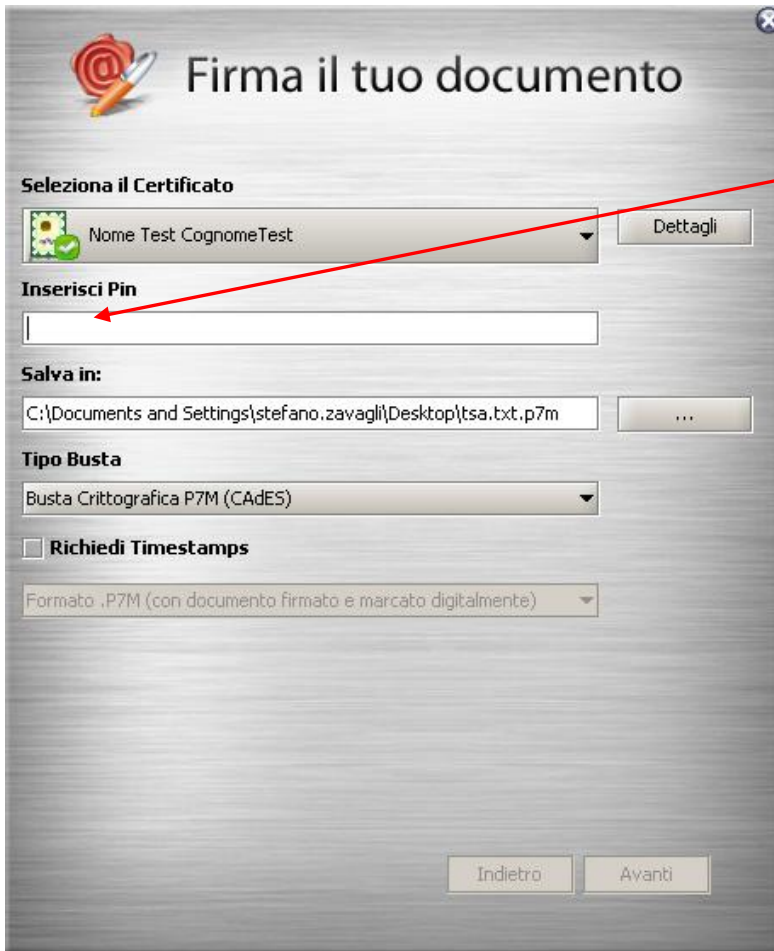 Firma il tuo documento
Seleziona il Certificato
Nome Test CognomeTest
Dettagli
Inserisci Pin
Salva in:
C:\Documents and Settings\stefano.zavagli\Desktop\tsa.txt.p7m
...
Tipo Busta
Busta Crittografica P7M (CAdES)
Richiedi Timestamps
Formato .P7M (con documento firmato e marcato digitalmente)
Indietro
Avanti